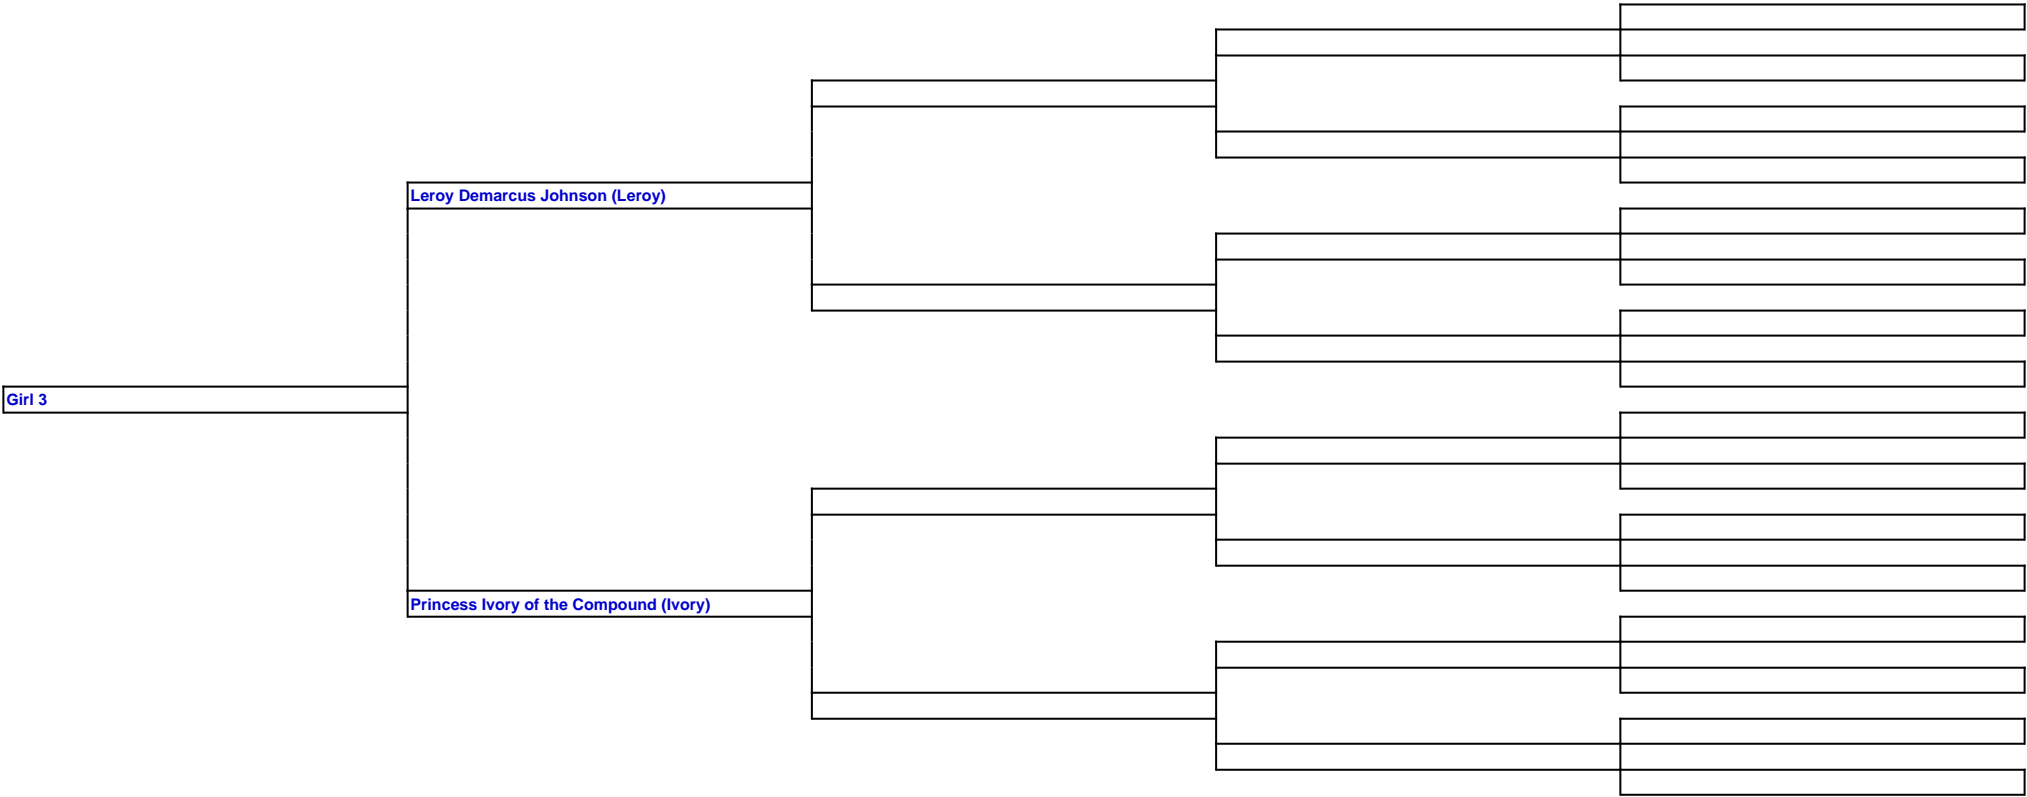 Leroy Demarcus Johnson (Leroy)
Girl 3
Princess Ivory of the Compound (Ivory)